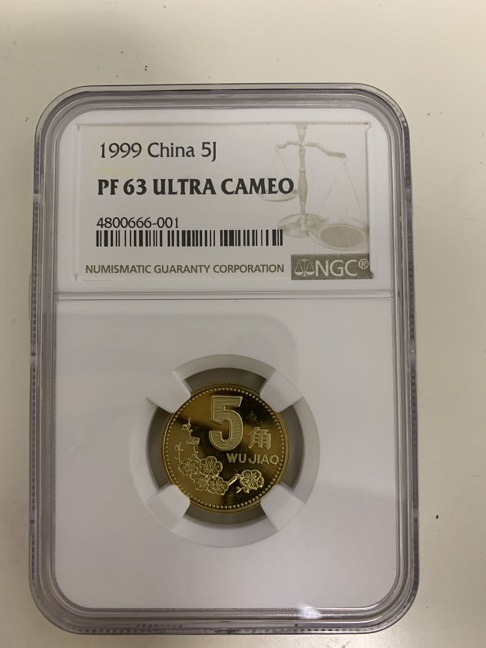 1999 China 5J
PF 63 ULTRA CAMEO
4800666-001
NUMISMATIC GUARANTY CORPORATION
NGC®
5角
WU JIAO